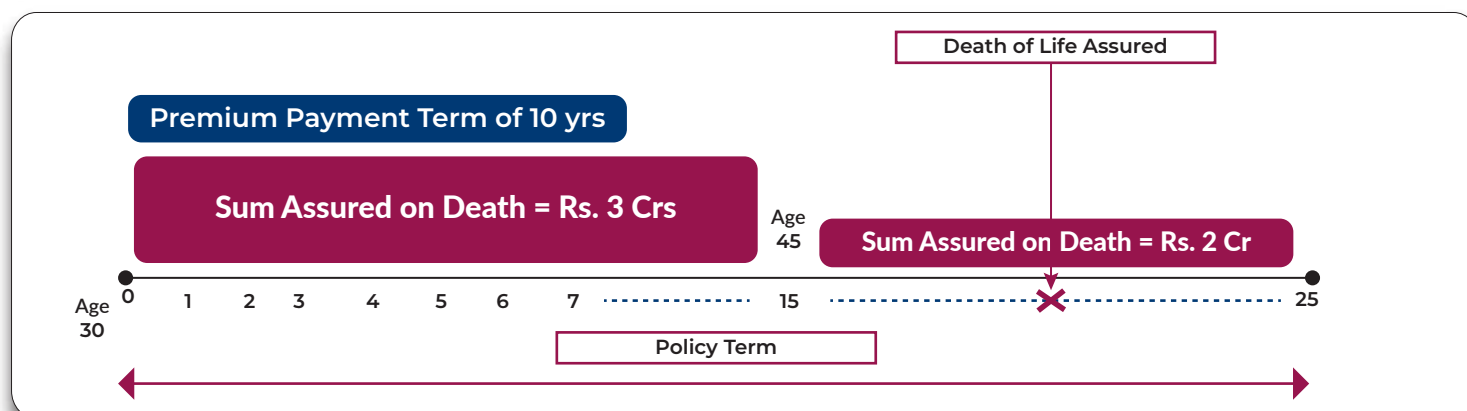 Death of Life Assured
Premium Payment Term of 10 yrs
Sum Assured on Death = Rs. 3 Crs
Age
45
Sum Assured on Death = Rs. 2 Cr
Age
30
0 1 2 3 4 5 6 7 15 25
Policy Term